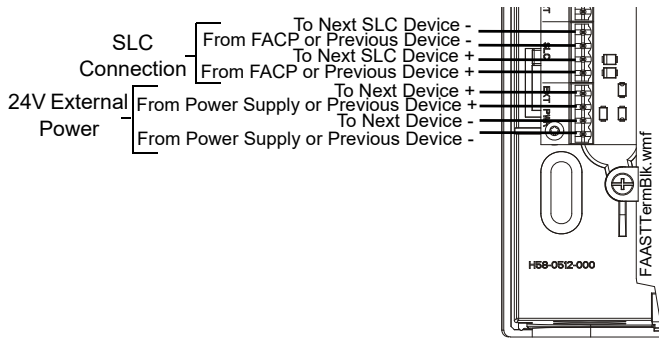 To Next SLC Device -
From FACP or Previous Device -
To Next SLC Device +
From FACP or Previous Device +
SLC
Connection
To Next Device +
From Power Supply or Previous Device +
To Next Device -
From Power Supply or Previous Device -
24V External
Power
SLC
EXT PWR
H58-0512-000
FAASTTermBlk.wmf